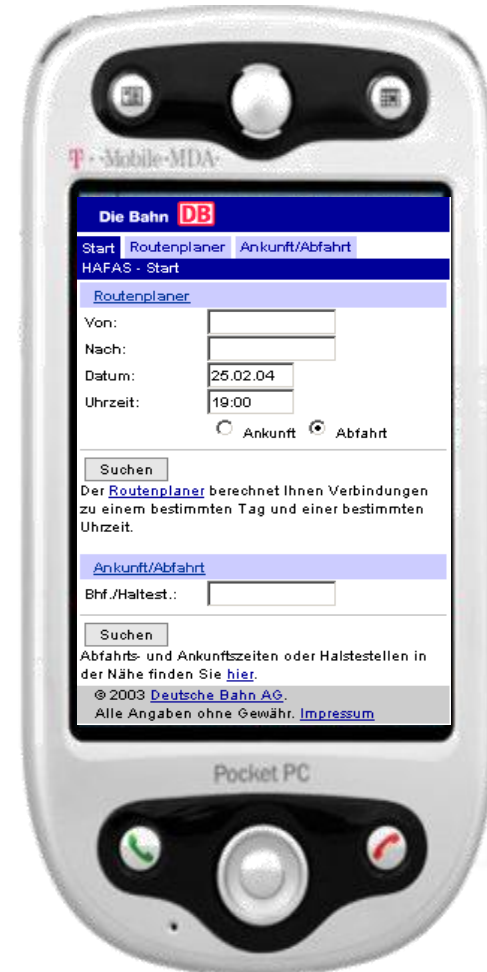 T··Mobile·MDA·
Die Bahn DB
Start Routenplaner Ankunft/Abfahrt
HAFAS - Start
Routenplaner
Von:
Nach:
Datum: 25.02.04
Uhrzeit: 19:00
Ankunft Abfahrt
Suchen
Der Routenplaner berechnet Ihnen Verbindungen
zu einem bestimmten Tag und einer bestimmten
Uhrzeit.
Ankunft/Abfahrt
Bhf./Haltest.:
Suchen
Abfahrts- und Ankunftszeiten oder Halstestellen in
der Nähe finden Sie hier.
© 2003 Deutsche Bahn AG.
Alle Angaben ohne Gewähr. Impressum
Pocket PC